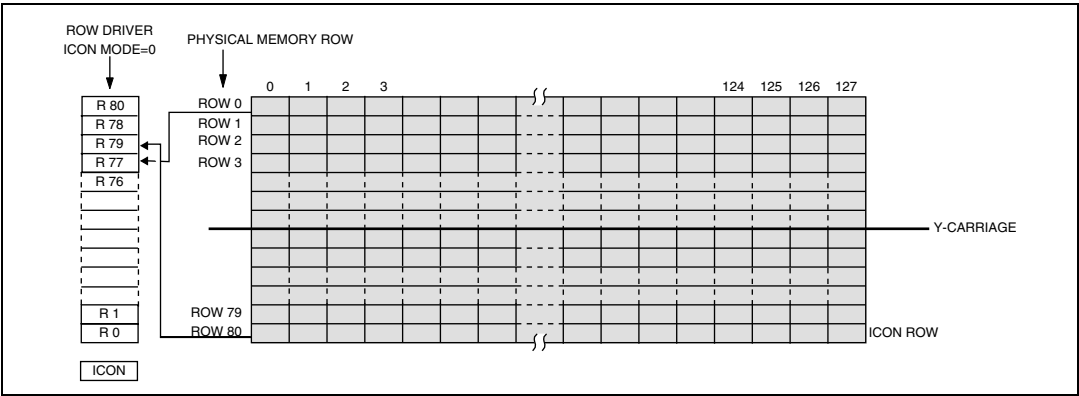 ROW DRIVER
ICON MODE=0
PHYSICAL MEMORY ROW
0 1 2 3 124 125 126 127
R 80 ROW 0
R 78 ROW 1
R 79 ROW 2
R 77 ROW 3
R 76
Y-CARRIAGE
R 1 ROW 79
R 0 ROW 80 ICON ROW
ICON